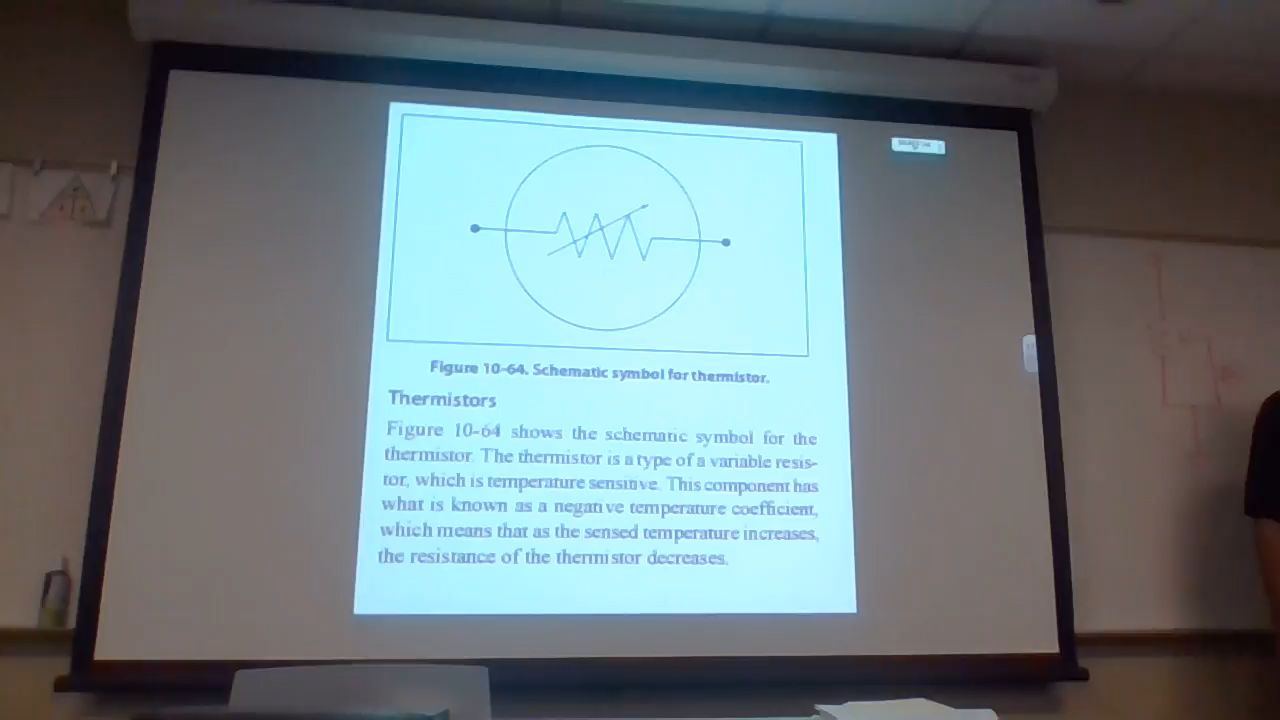 Figure 10-64. Schematic symbol for thermistor.
Thermistors
Figure 10-64 shows the schematic symbol for the
thermistor. The thermistor is a type of a variable resis-
tor, which is temperature sensitive. This component has
what is known as a negative temperature coefficient,
which means that as the sensed temperature increases,
the resistance of the thermistor decreases.